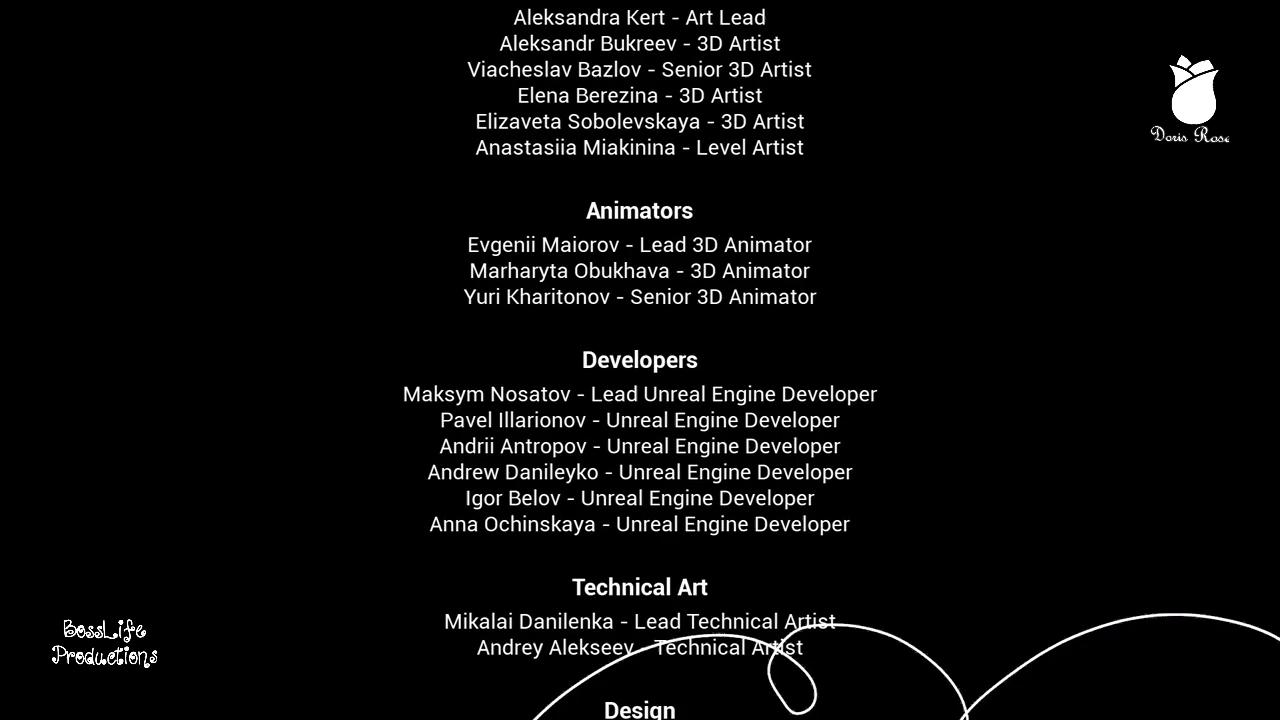 Aleksandra Kert - Art Lead
Aleksandr Bukreev - 3D Artist
Viacheslav Bazlov - Senior 3D Artist
Elena Berezina - 3D Artist
Elizaveta Sobolevskaya - 3D Artist
Anastasiia Miakinina - Level Artist
Doris Rose
Animators
Evgenii Maiorov - Lead 3D Animator
Marharyta Obukhava - 3D Animator
Yuri Kharitonov - Senior 3D Animator
Developers
Maksym Nosatov - Lead Unreal Engine Developer
Pavel Illarionov - Unreal Engine Developer
Andrii Antropov - Unreal Engine Developer
Andrew Danileyko - Unreal Engine Developer
Igor Belov - Unreal Engine Developer
Anna Ochinskaya - Unreal Engine Developer
Technical Art
Mikalai Danilenka - Lead Technical Artist
Andrey Alekseev - Technical Artist
BossLife
Productions
Design